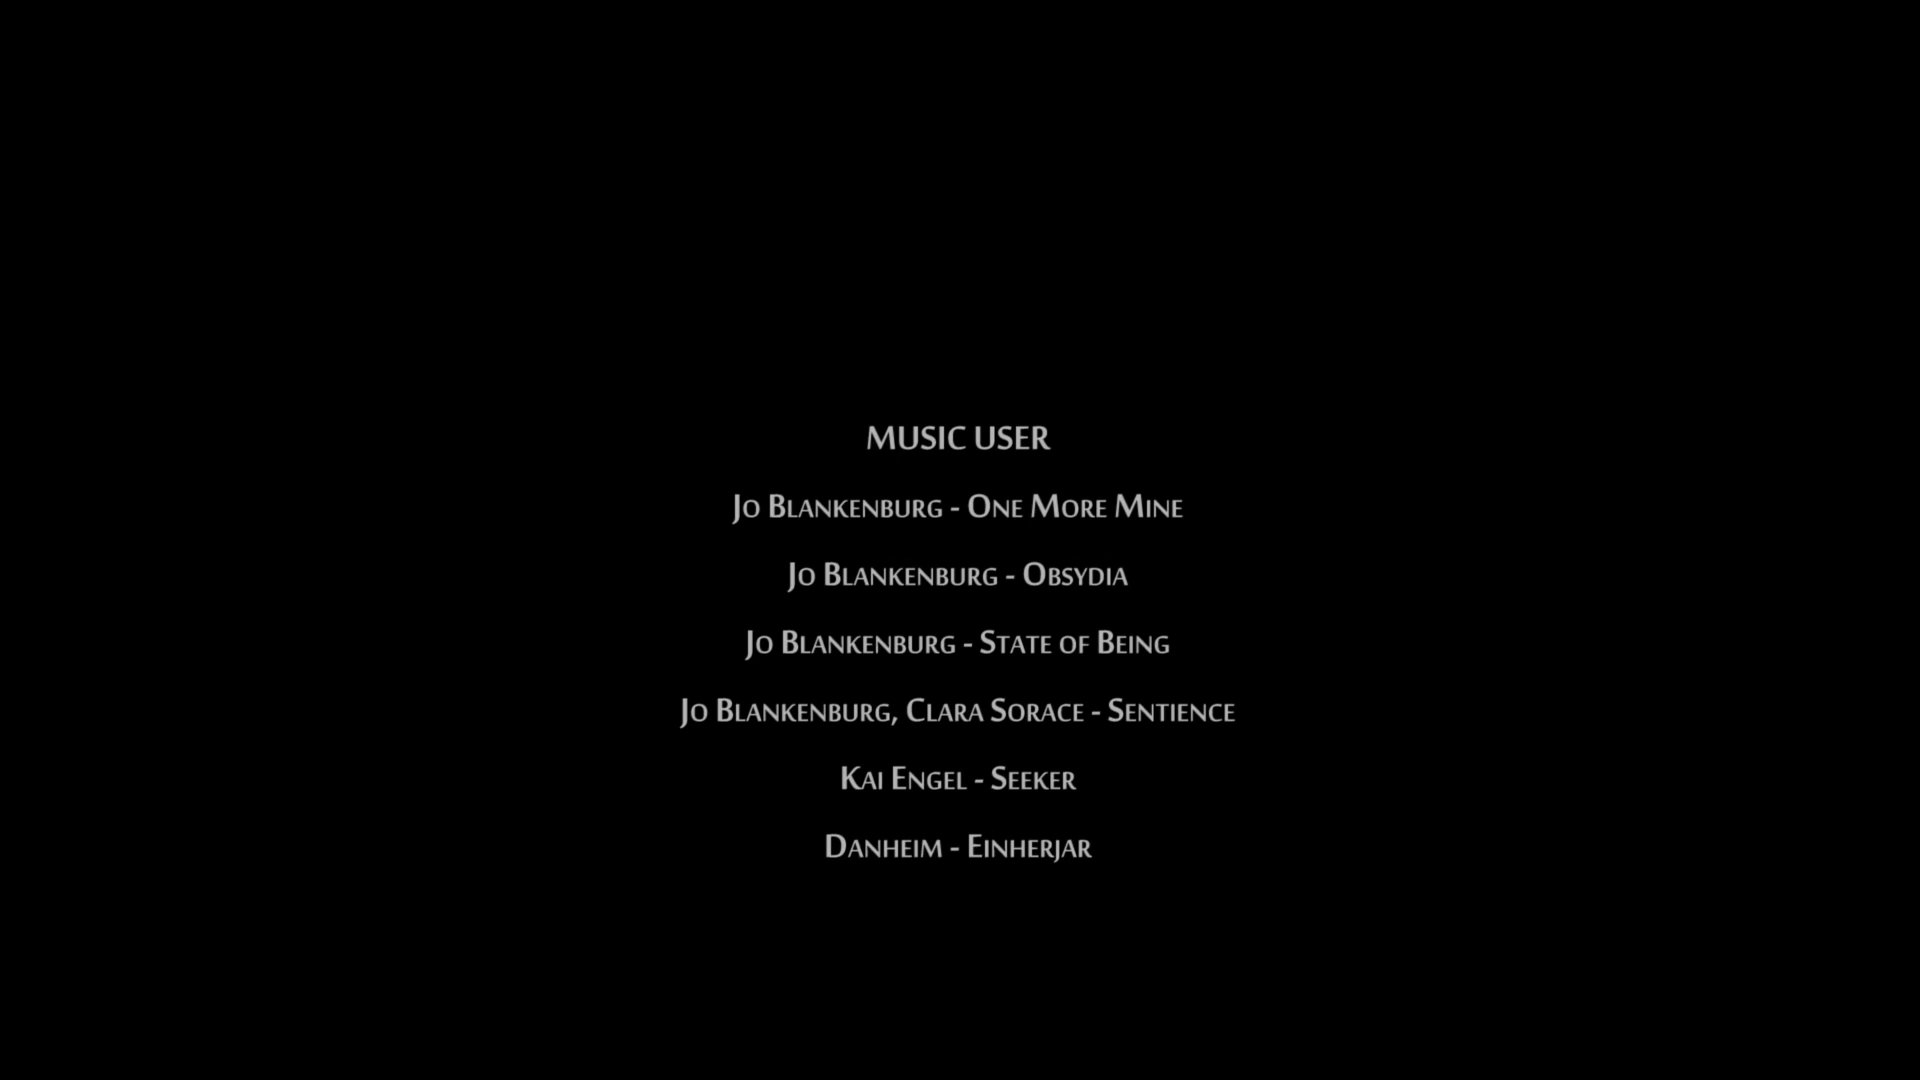 MUSIC USER
Jo Blankenburg - One More Mine
Jo Blankenburg - Obsydia
Jo Blankenburg - State of Being
Jo Blankenburg, Clara Sorace - Sentience
Kai Engel - Seeker
Danheim - Einherjar